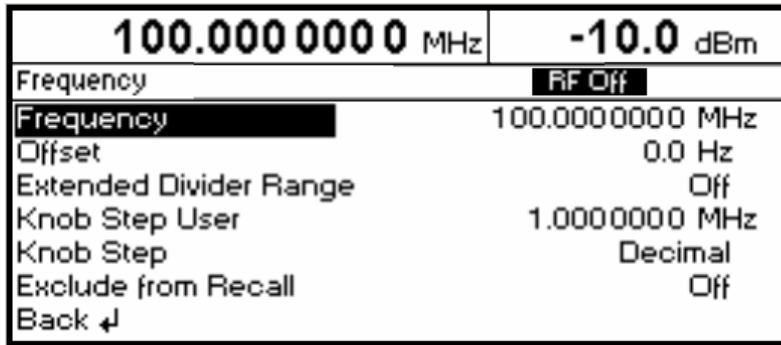 100.000 000 0 MHz -10.0 dBm
Frequency RF Off
Frequency 100.0000000 MHz
Offset 0.0 Hz
Extended Divider Range Off
Knob Step User 1.0000000 MHz
Knob Step Decimal
Exclude from Recall Off
Back ↲